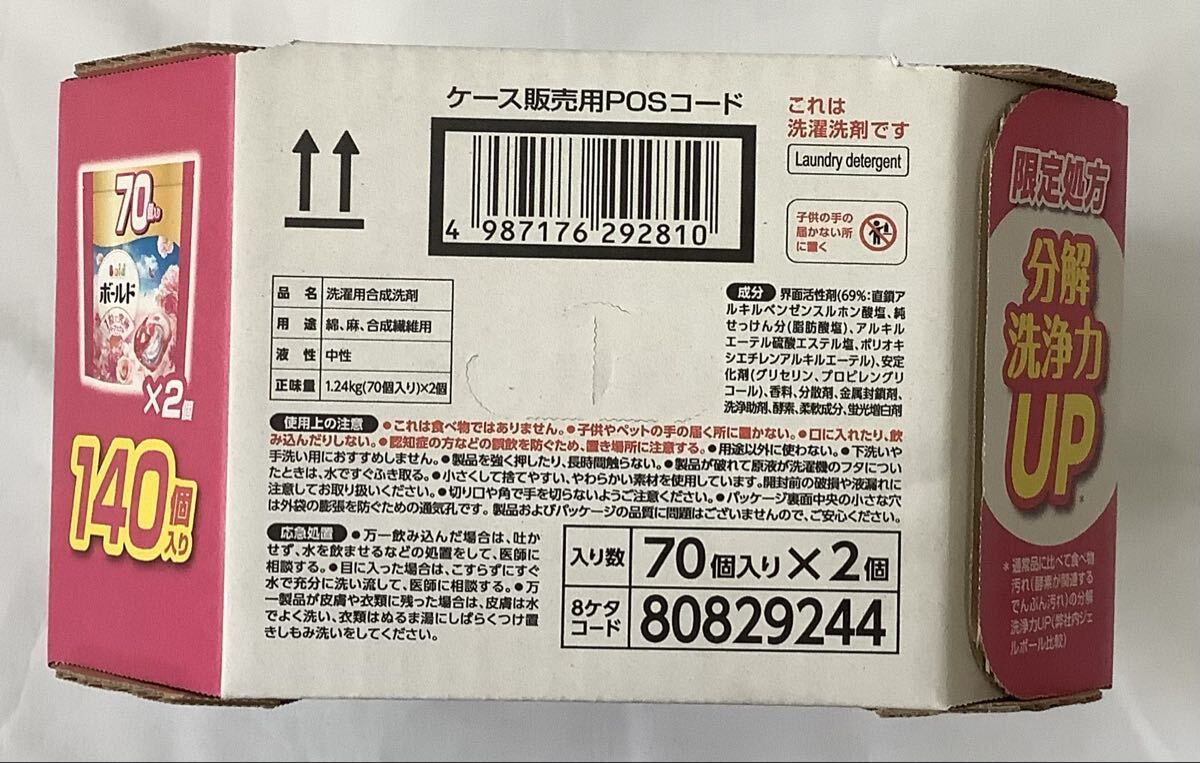 70個入り
Bold
ボールド
×2個
140個入り
ケース販売用POSコード
4 987176 292810
これは
洗濯洗剤です
Laundry detergent
子供の手の
届かない所
に置く
品 名 洗濯用合成洗剤
用 途 綿、麻、合成繊維用
液 性 中性
正味量 1.24kg(70個入り)×2個
成分 界面活性剤(69%:直鎖ア
ルキルベンゼンスルホン酸塩、純
せっけん分(脂肪酸塩)、アルキル
エーテル硫酸エステル塩、ポリオキ
シエチレンアルキルエーテル)、安定
化剤(グリセリン、プロピレングリ
コール)、香料、分散剤、金属封鎖剤、
洗浄助剤、酵素、柔軟成分、蛍光増白剤
使用上の注意 ●これは食べ物ではありません。●子供やペットの手の届く所に置かない。●口に入れたり、飲
み込んだりしない。●認知症の方などの誤飲を防ぐため、置き場所に注意する。●用途以外に使わない。●下洗いや
手洗い用におすすめしません。●製品を強く押したり、長時間触らない。●製品が破れて原液が洗濯機のフタについ
たときは、水ですぐふき取る。●小さくして捨てやすい、やわらかい素材を使用しています。開封前の破損や液漏れに
注意してお取り扱いください。●切り口や角で手を切らないようご注意ください。●パッケージ裏面中央の小さな穴
は外袋の膨張を防ぐための通気孔です。製品およびパッケージの品質に問題はございませんので、ご安心ください。
応急処置 ●万一飲み込んだ場合は、吐か
せず、水を飲ませるなどの処置をして、医師に
相談する。●目に入った場合は、こすらずにすぐ
水で充分に洗い流して、医師に相談する。●万
一製品が皮膚や衣類に残った場合は、皮膚は水
でよく洗い、衣類はぬるま湯にしばらくつけ置
きしもみ洗いをしてください。
入り数 70個入り×2個
8ケタ
コード 80829244
限定処方
分解
洗浄力
UP*
*通常品に比べて食べ物
汚れ(酵素が関連する
でんぷん汚れ)の分解
洗浄力UP(弊社内ジェ
ルボール比較)